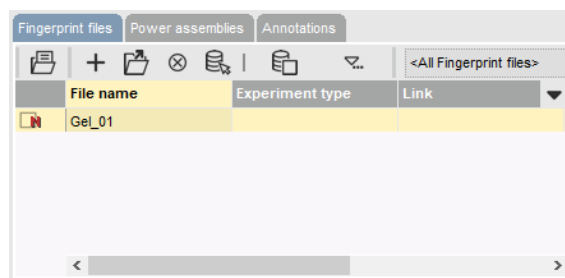 Fingerprint files Power assemblies Annotations
<All Fingerprint files>
File name Experiment type Link
N Gel_01